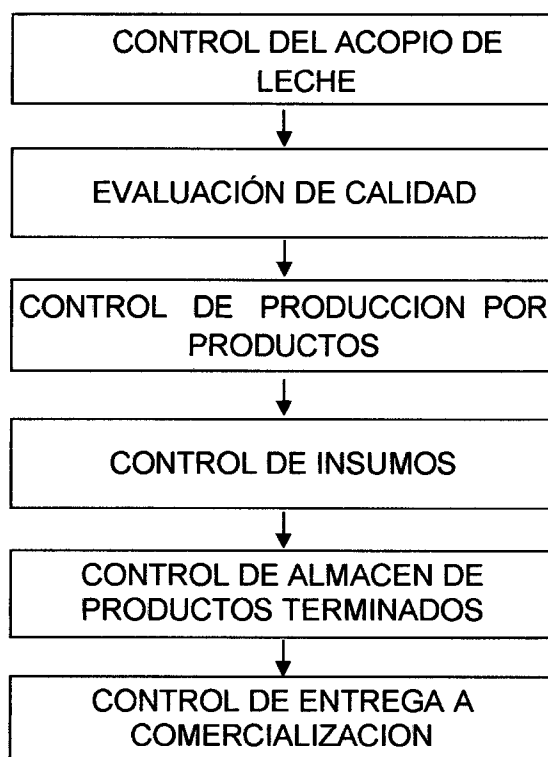 CONTROL DEL ACOPIO DE
LECHE
EVALUACIÓN DE CALIDAD
CONTROL DE PRODUCCION POR
PRODUCTOS
CONTROL DE INSUMOS
CONTROL DE ALMACEN DE
PRODUCTOS TERMINADOS
CONTROL DE ENTREGA A
COMERCIALIZACION